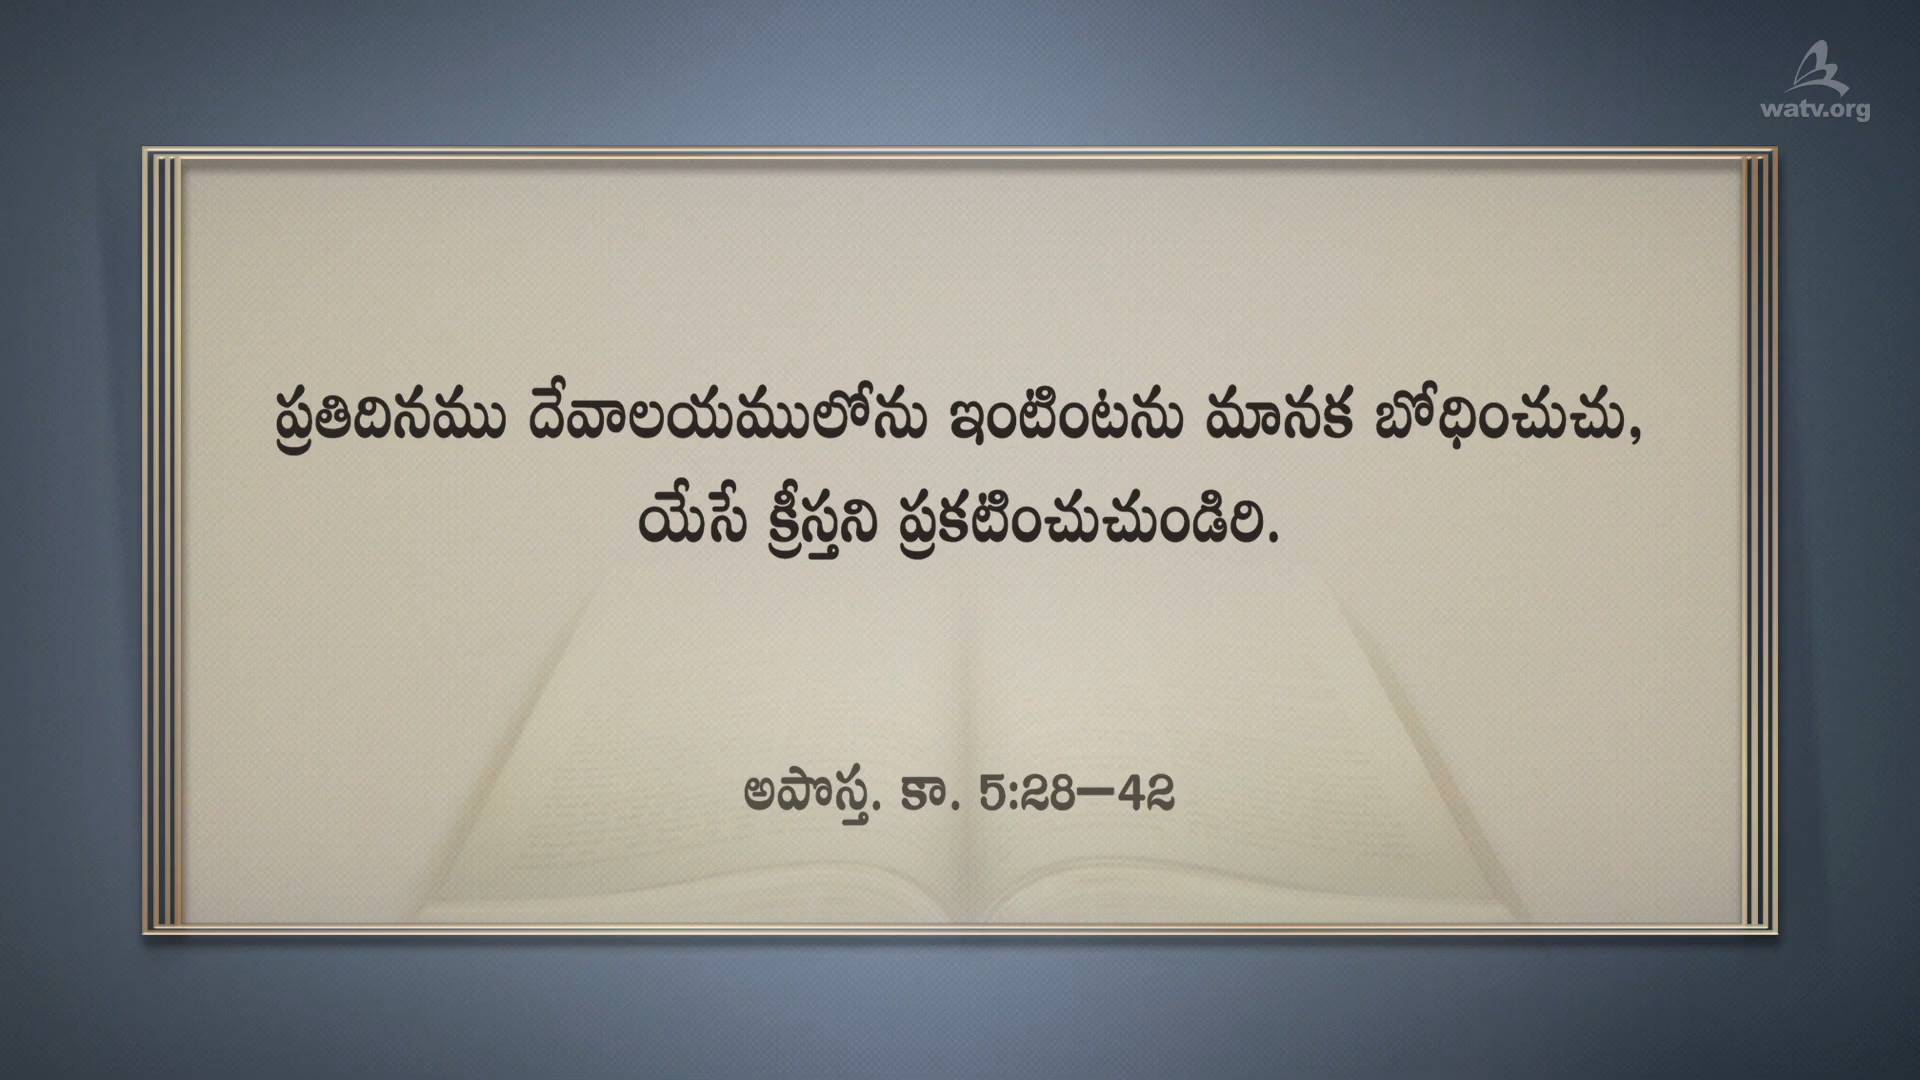 watv.org
ప్రతిదినము దేవాలయములోను ఇంటింటను మానక బోధించుచు,
యేసే క్రీస్తని ప్రకటించుచుండిరి.
అపొస్త. కా. 5:28—42